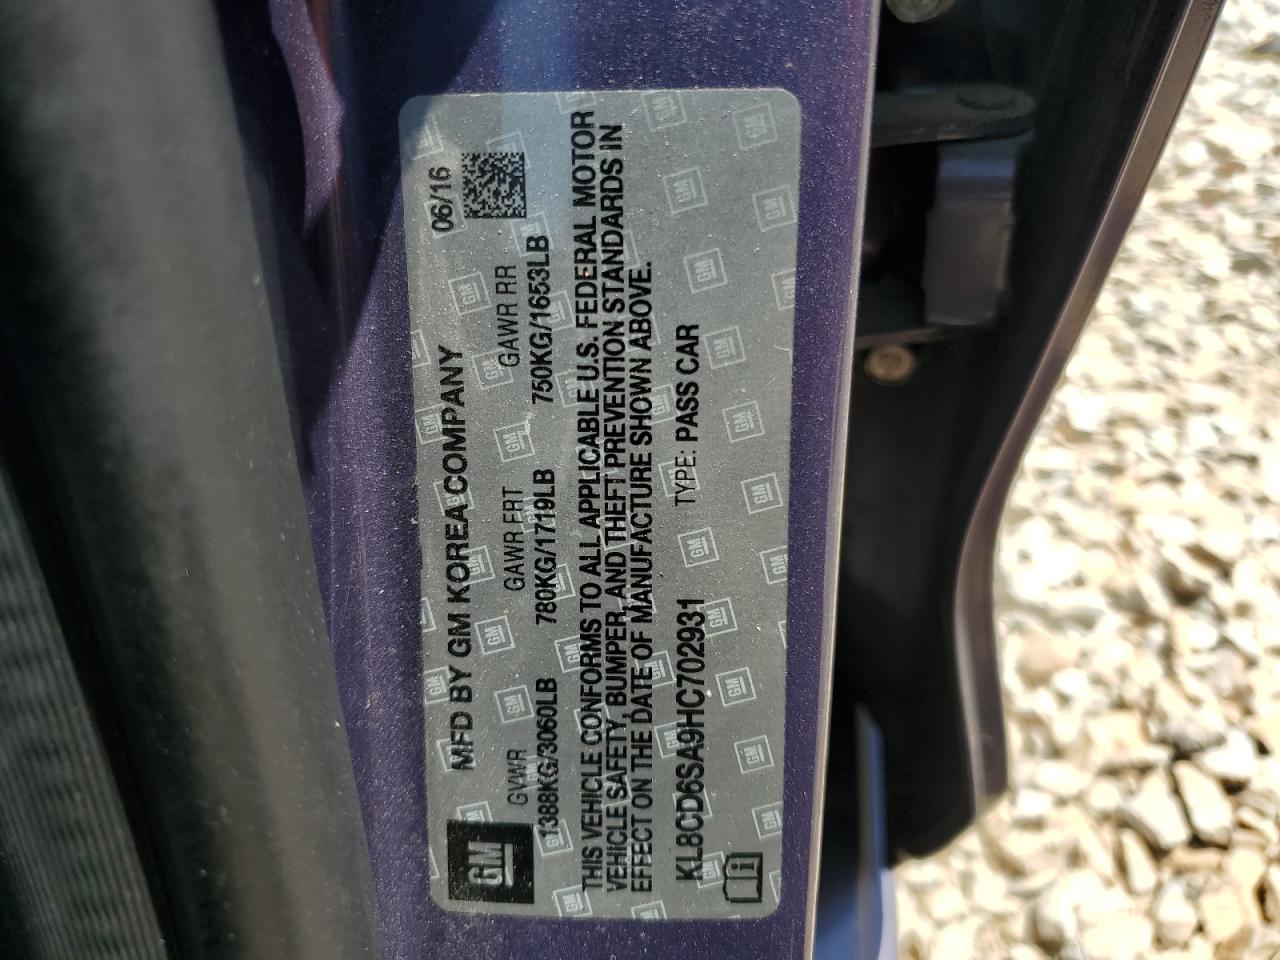 GM
MFD BY GM KOREA COMPANY 06/16
GVWR GAWR FRT GAWR RR
1388KG/3060LB 780KG/1719LB 750KG/1653LB
THIS VEHICLE CONFORMS TO ALL APPLICABLE U.S. FEDERAL MOTOR
VEHICLE SAFETY, BUMPER, AND THEFT PREVENTION STANDARDS IN
EFFECT ON THE DATE OF MANUFACTURE SHOWN ABOVE.
KL8CD6SA9HC702931 TYPE: PASS CAR